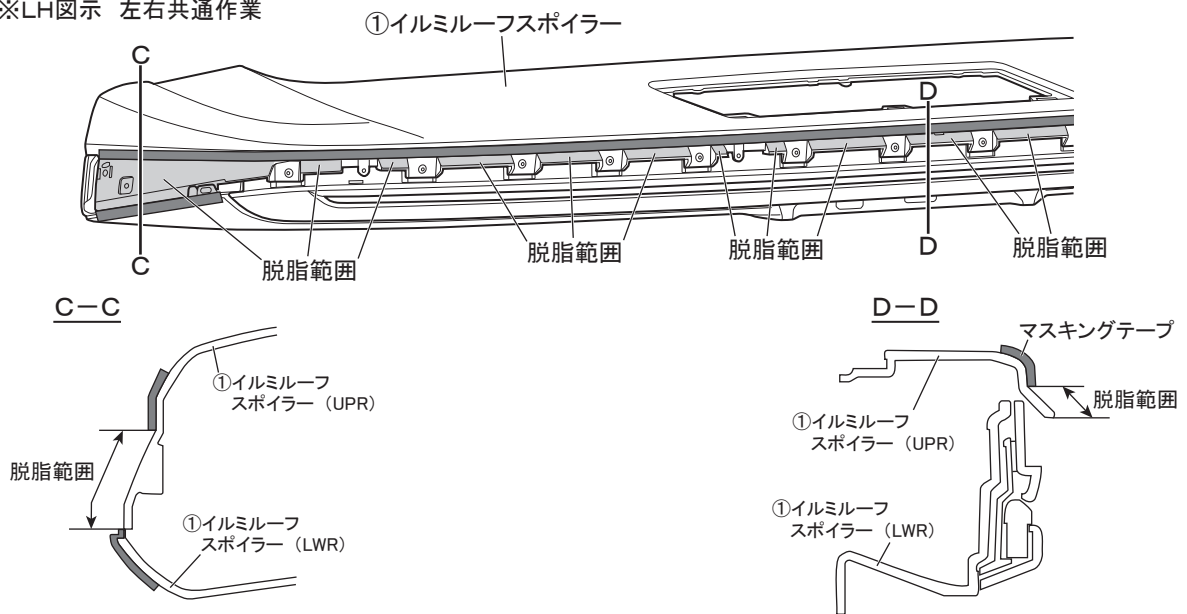 ※LH図示 左右共通作業
①イルミルーフスポイラー
C
D
C
D
脱脂範囲
脱脂範囲
脱脂範囲
脱脂範囲
C－C
①イルミルーフ
スポイラー（UPR）
脱脂範囲
①イルミルーフ
スポイラー（LWR）
D－D
マスキングテープ
脱脂範囲
①イルミルーフ
スポイラー（UPR）
①イルミルーフ
スポイラー（LWR）